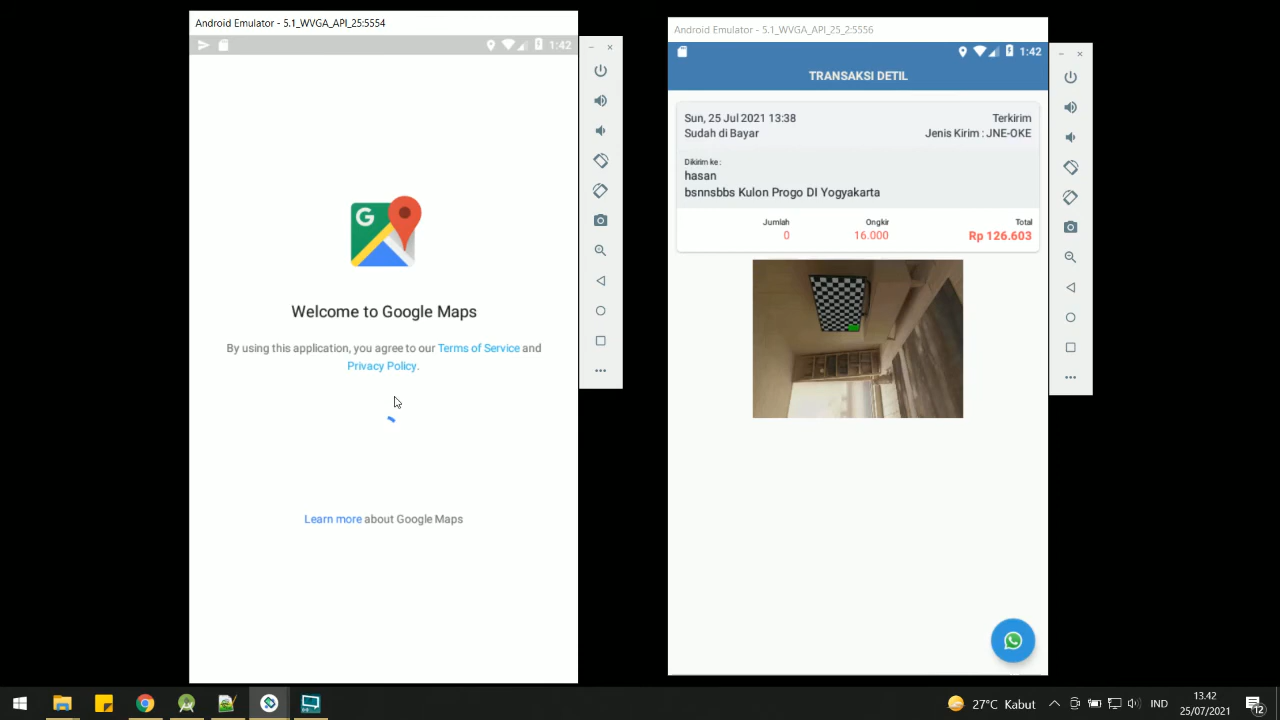 Android Emulator - 5.1_WVGA_API_25:5554
1:42
G
Welcome to Google Maps
By using this application, you agree to our Terms of Service and
Privacy Policy.
Learn more about Google Maps
Android Emulator - 5.1_WVGA_API_25_2:5556
1:42
TRANSAKSI DETIL
Sun, 25 Jul 2021 13:38 Terkirim
Sudah di Bayar Jenis Kirim : JNE-OKE
Dikirim ke :
hasan
bsnnsbbs Kulon Progo DI Yogyakarta
Jumlah Ongkir Total
0 16.000 Rp 126.603
27°C Kabut IND 13.42
25/07/2021 12